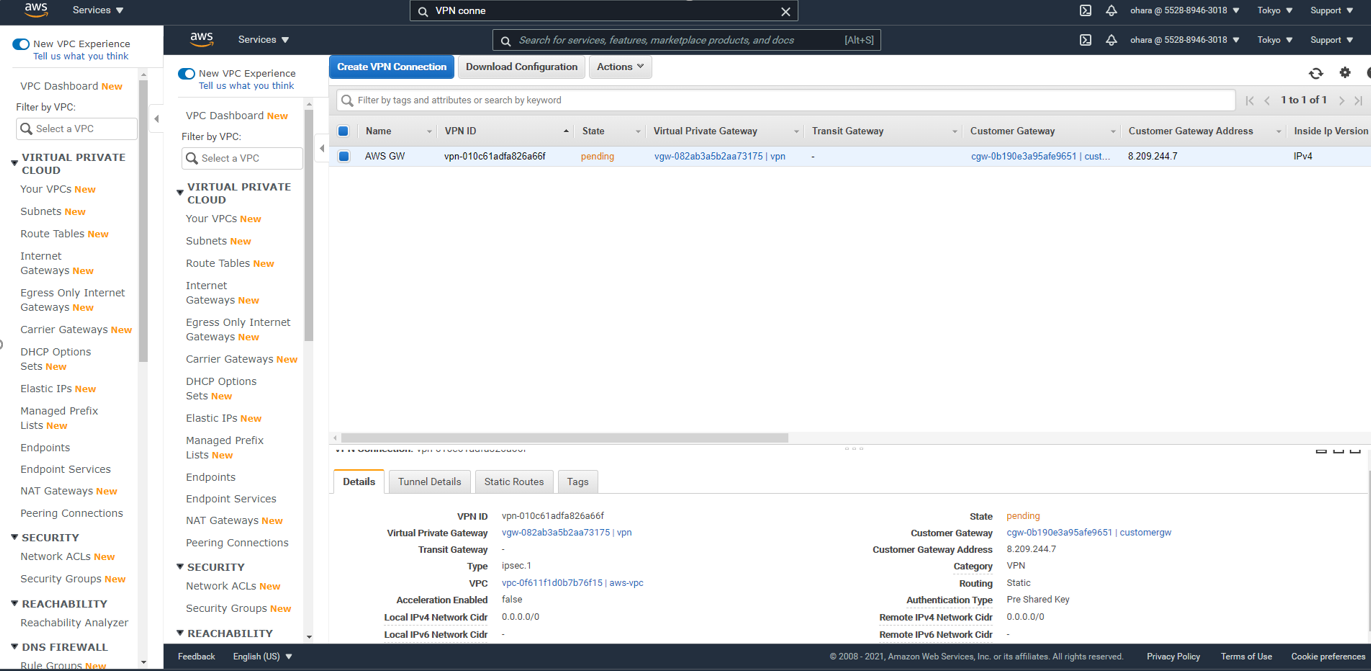 aws
Services
VPN conne
ohara @ 5528-8946-3018
Tokyo
Support
New VPC Experience
Tell us what you think
VPC Dashboard New
Filter by VPC:
Select a VPC
VIRTUAL PRIVATE
CLOUD
Your VPCs New
Subnets New
Route Tables New
Internet
Gateways New
Egress Only Internet
Gateways New
Carrier Gateways New
DHCP Options
Sets New
Elastic IPs New
Managed Prefix
Lists New
Endpoints
Endpoint Services
NAT Gateways New
Peering Connections
SECURITY
Network ACLs New
Security Groups New
REACHABILITY
Reachability Analyzer
DNS FIREWALL
Rule Groups New
aws
Services
Search for services, features, marketplace products, and docs
[Alt+S]
ohara @ 5528-8946-3018
Tokyo
Support
New VPC Experience
Tell us what you think
VPC Dashboard New
Filter by VPC:
Select a VPC
VIRTUAL PRIVATE
CLOUD
Your VPCs New
Subnets New
Route Tables New
Internet
Gateways New
Egress Only Internet
Gateways New
Carrier Gateways New
DHCP Options
Sets New
Elastic IPs New
Managed Prefix
Lists New
Endpoints
Endpoint Services
NAT Gateways New
Peering Connections
SECURITY
Network ACLs New
Security Groups New
REACHABILITY
Create VPN Connection
Download Configuration
Actions
Filter by tags and attributes or search by keyword
1 to 1 of 1
Name VPN ID State Virtual Private Gateway Transit Gateway Customer Gateway Customer Gateway Address Inside Ip Version
AWS GW vpn-010c61adfa826a66f pending vgw-082ab3a5b2aa73175 | vpn - cgw-0b190e3a95afe9651 | cust... 8.209.244.7 IPv4
VPN Connection: vpn-010c61adfa826a66f
Details Tunnel Details Static Routes Tags
VPN ID vpn-010c61adfa826a66f State pending
Virtual Private Gateway vgw-082ab3a5b2aa73175 | vpn Customer Gateway cgw-0b190e3a95afe9651 | customergw
Transit Gateway - Customer Gateway Address 8.209.244.7
Type ipsec.1 Category VPN
VPC vpc-0f611f1d0b7b76f15 | aws-vpc Routing Static
Acceleration Enabled false Authentication Type Pre Shared Key
Local IPv4 Network Cidr 0.0.0.0/0 Remote IPv4 Network Cidr 0.0.0.0/0
Local IPv6 Network Cidr - Remote IPv6 Network Cidr -
Feedback English (US) © 2008 - 2021, Amazon Web Services, Inc. or its affiliates. All rights reserved. Privacy Policy Terms of Use Cookie preferences